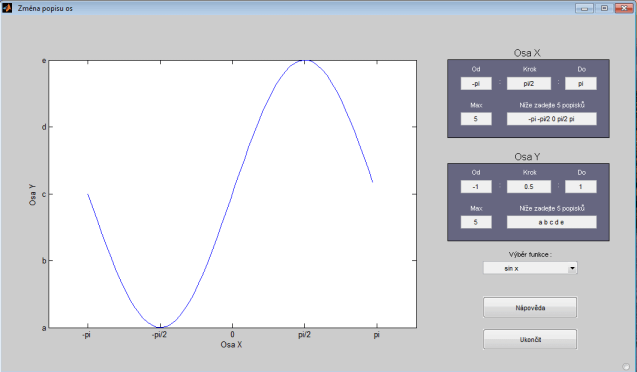 Změna popisu os
Osa X
Od Krok Do
-pi : pi/2 : pi
Max Níže zadejte 5 popisků
5 -pi -pi/2 0 pi/2 pi
Osa Y
Od Krok Do
-1 : 0.5 : 1
Max Níže zadejte 5 popisků
5 a b c d e
Výběr funkce :
sin x
Nápověda
Ukončit
e
d
c
b
a
Osa Y
-pi -pi/2 0 pi/2 pi
Osa X